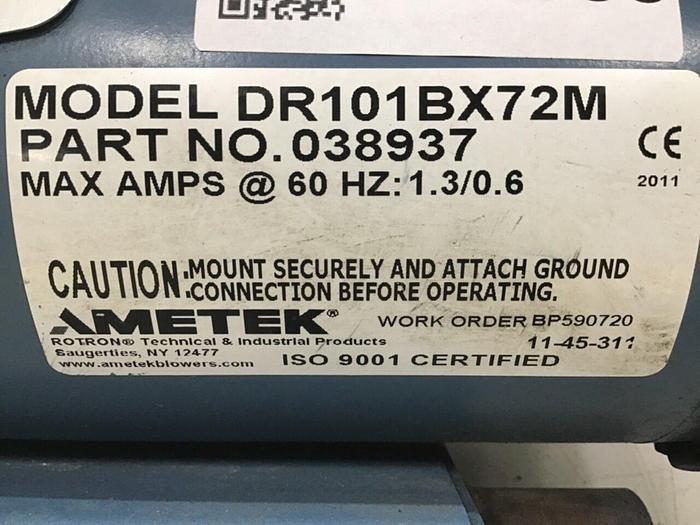 MODEL DR101BX72M
PART NO.038937
CE
MAX AMPS @ 60 HZ:1.3/0.6
2011
CAUTION:MOUNT SECURELY AND ATTACH GROUND
CONNECTION BEFORE OPERATING.
AMETEK®
WORK ORDER BP590720
ROTRON® Technical & Industrial Products
11-45-311
Saugerties, NY 12477
www.ametekblowers.com
ISO 9001 CERTIFIED